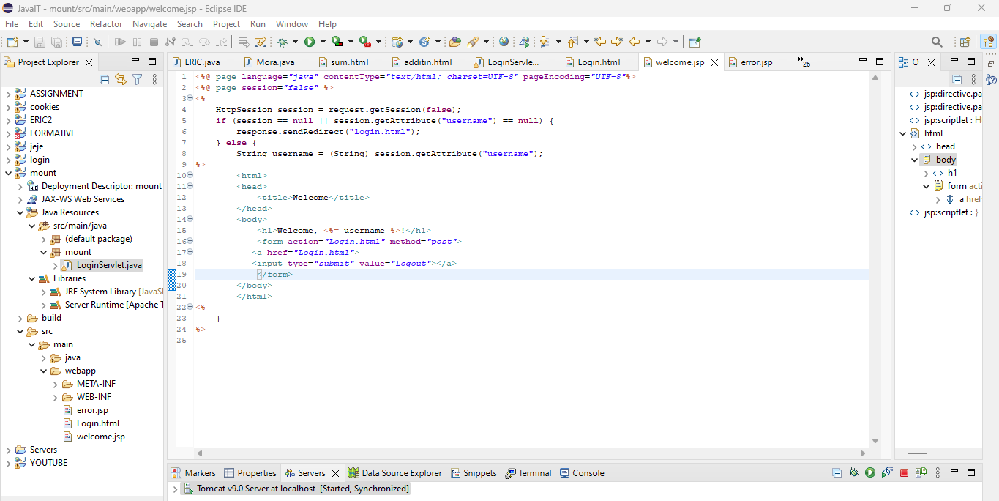 JavaIT - mount/src/main/webapp/welcome.jsp - Eclipse IDE
File Edit Source Refactor Navigate Search Project Run Window Help
Project Explorer
ASSIGNMENT
cookies
ERIC2
FORMATIVE
jeje
login
mount
Deployment Descriptor: mount
JAX-WS Web Services
Java Resources
src/main/java
(default package)
mount
LoginServlet.java
Libraries
JRE System Library [JavaS
Server Runtime [Apache T
build
src
main
java
webapp
META-INF
WEB-INF
error.jsp
Login.html
welcome.jsp
Servers
YOUTUBE
ERIC.java Mora.java sum.html additin.html LoginServle... Login.html welcome.jsp error.jsp »26
1 <%@ page language="java" contentType="text/html; charset=UTF-8" pageEncoding="UTF-8"%>
2 <%@ page session="false" %>
3 <%
4 HttpSession session = request.getSession(false);
5 if (session == null || session.getAttribute("username") == null) {
6 response.sendRedirect("login.html");
7 } else {
8 String username = (String) session.getAttribute("username");
9 %>
10 <html>
11 <head>
12 <title>Welcome</title>
13 </head>
14 <body>
15 <h1>Welcome, <%= username %>!</h1>
16 <form action="Login.html" method="post">
17 <a href="Login.html">
18 <input type="submit" value="Logout"></a>
19 </form>
20 </body>
21 </html>
22 <%
23 }
24 %>
25
O
jsp:directive.pa
jsp:directive.pa
jsp:scriptlet : H
html
head
body
h1
form acti
a href
jsp:scriptlet : }
Markers Properties Servers Data Source Explorer Snippets Terminal Console
Tomcat v9.0 Server at localhost [Started, Synchronized]